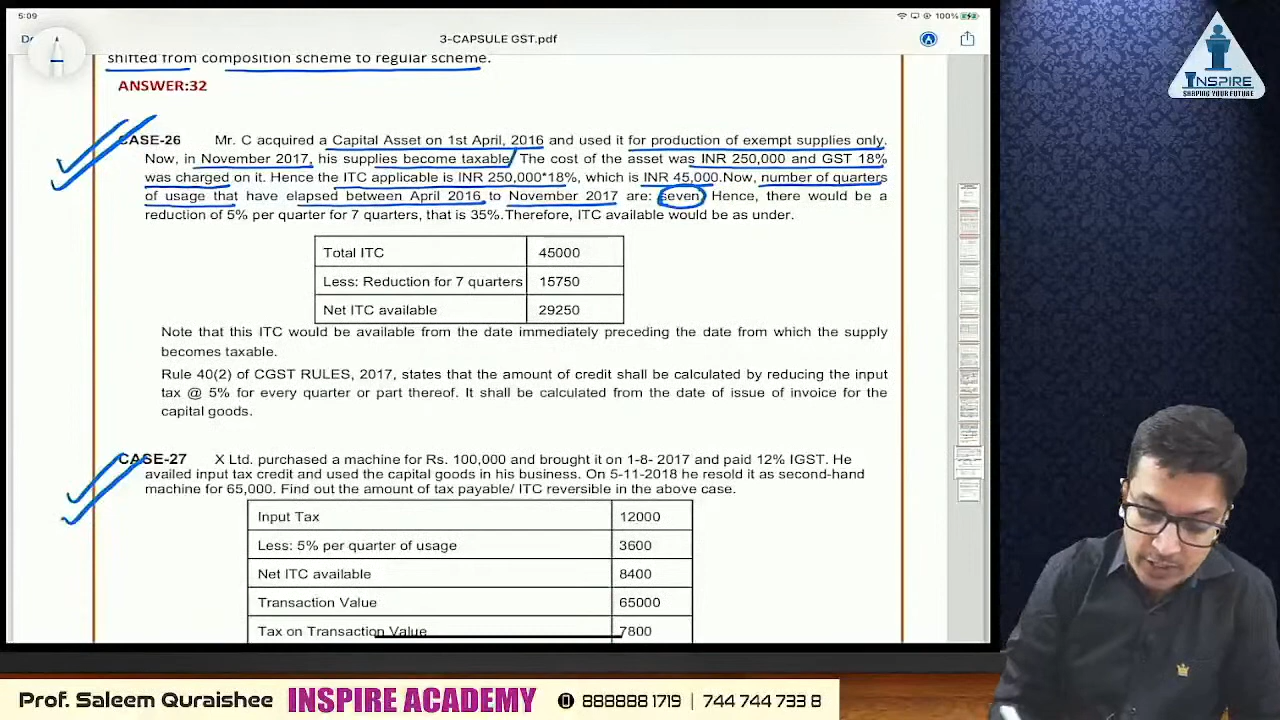 5:09
100%
3-CAPSULE GST.pdf
INSPIRE
SHAPING YOUR FUTURE
shifted from composition scheme to regular scheme.
ANSWER:32
CASE-26 Mr. C acquired a Capital Asset on 1st April, 2016 and used it for production of exempt supplies only.
Now, in November 2017, his supplies become taxable/ The cost of the asset was INR 250,000 and GST 18%
was charged on it. Hence the ITC applicable is INR 250,000*18%, which is INR 45,000.Now, number of quarters
of usage that have elapsed between April 2016 to November 2017 are: seven Hence, there would be a
reduction of 5% per quarter for 7 quarters, that is 35%.Therefore, ITC available would be as under.
Total ITC 45000
Less: Reduction for 7 quarters 15750
Net ITC available 29250
Note that this ITC would be available from the date immediately preceding the date from which the supply
becomes taxable.
Rule 40(2) of CGST RULES, 2017, states that the amount of credit shall be calculated by reducing the input
tax @ 5% for every quarter or part thereof. It shall be calculated from the date of issue of invoice for the
capital goods.
CASE-27 X Ltd. purchased a machine for Rs. 100,000 and brought it on 1-8- 2017 and paid 12% IGST. He
availed input tax credit and used the capital goods in his business. On 5-11-2018 he resold it as second-hand
machine for 65,000. Find out the amount of tax payable/ ITC reversible in the above case.
Input Tax 12000
Less: 5% per quarter of usage 3600
Net ITC available 8400
Transaction Value 65000
Tax on Transaction Value 7800
Prof. Saleem Quraishee INSPIRE ACADEMY 888888 1719 | 744 744 733 8